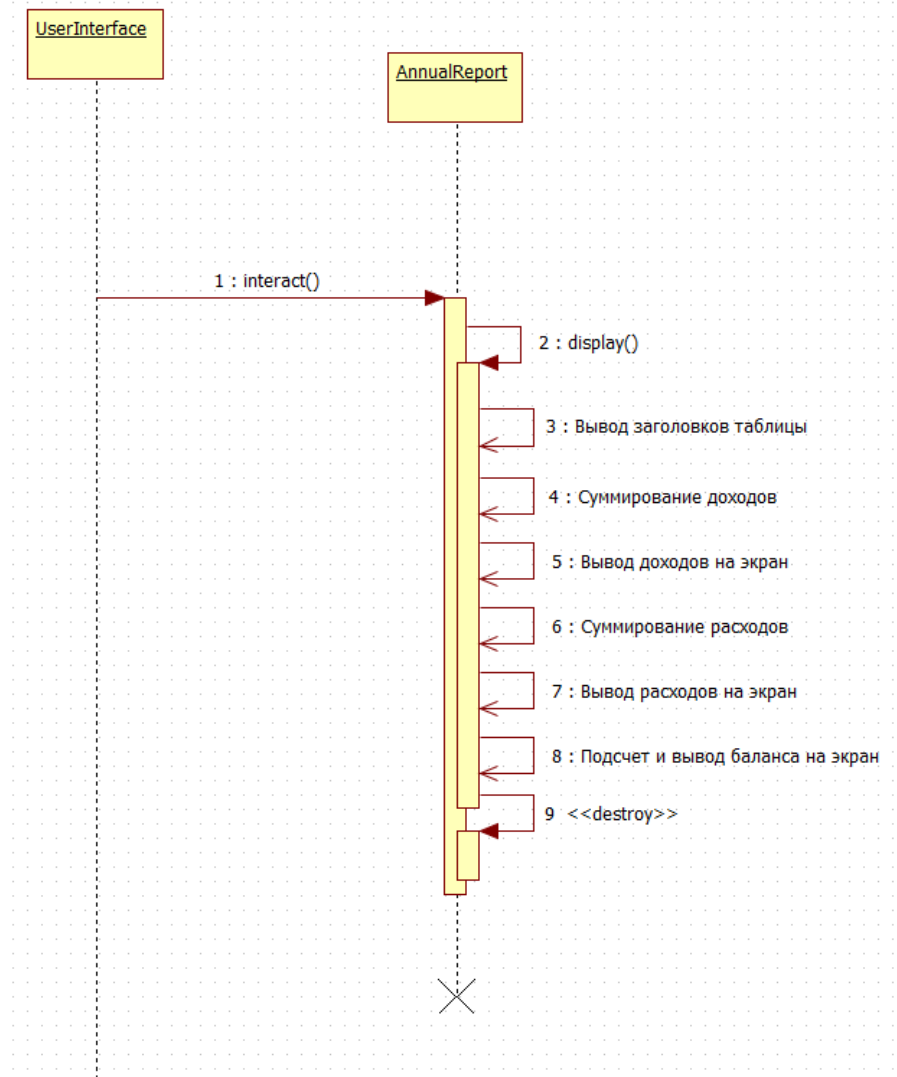 UserInterface
AnnualReport
1 : interact()
2 : display()
3 : Вывод заголовков таблицы
4 : Суммирование доходов
5 : Вывод доходов на экран
6 : Суммирование расходов
7 : Вывод расходов на экран
8 : Подсчет и вывод баланса на экран
9 <<destroy>>